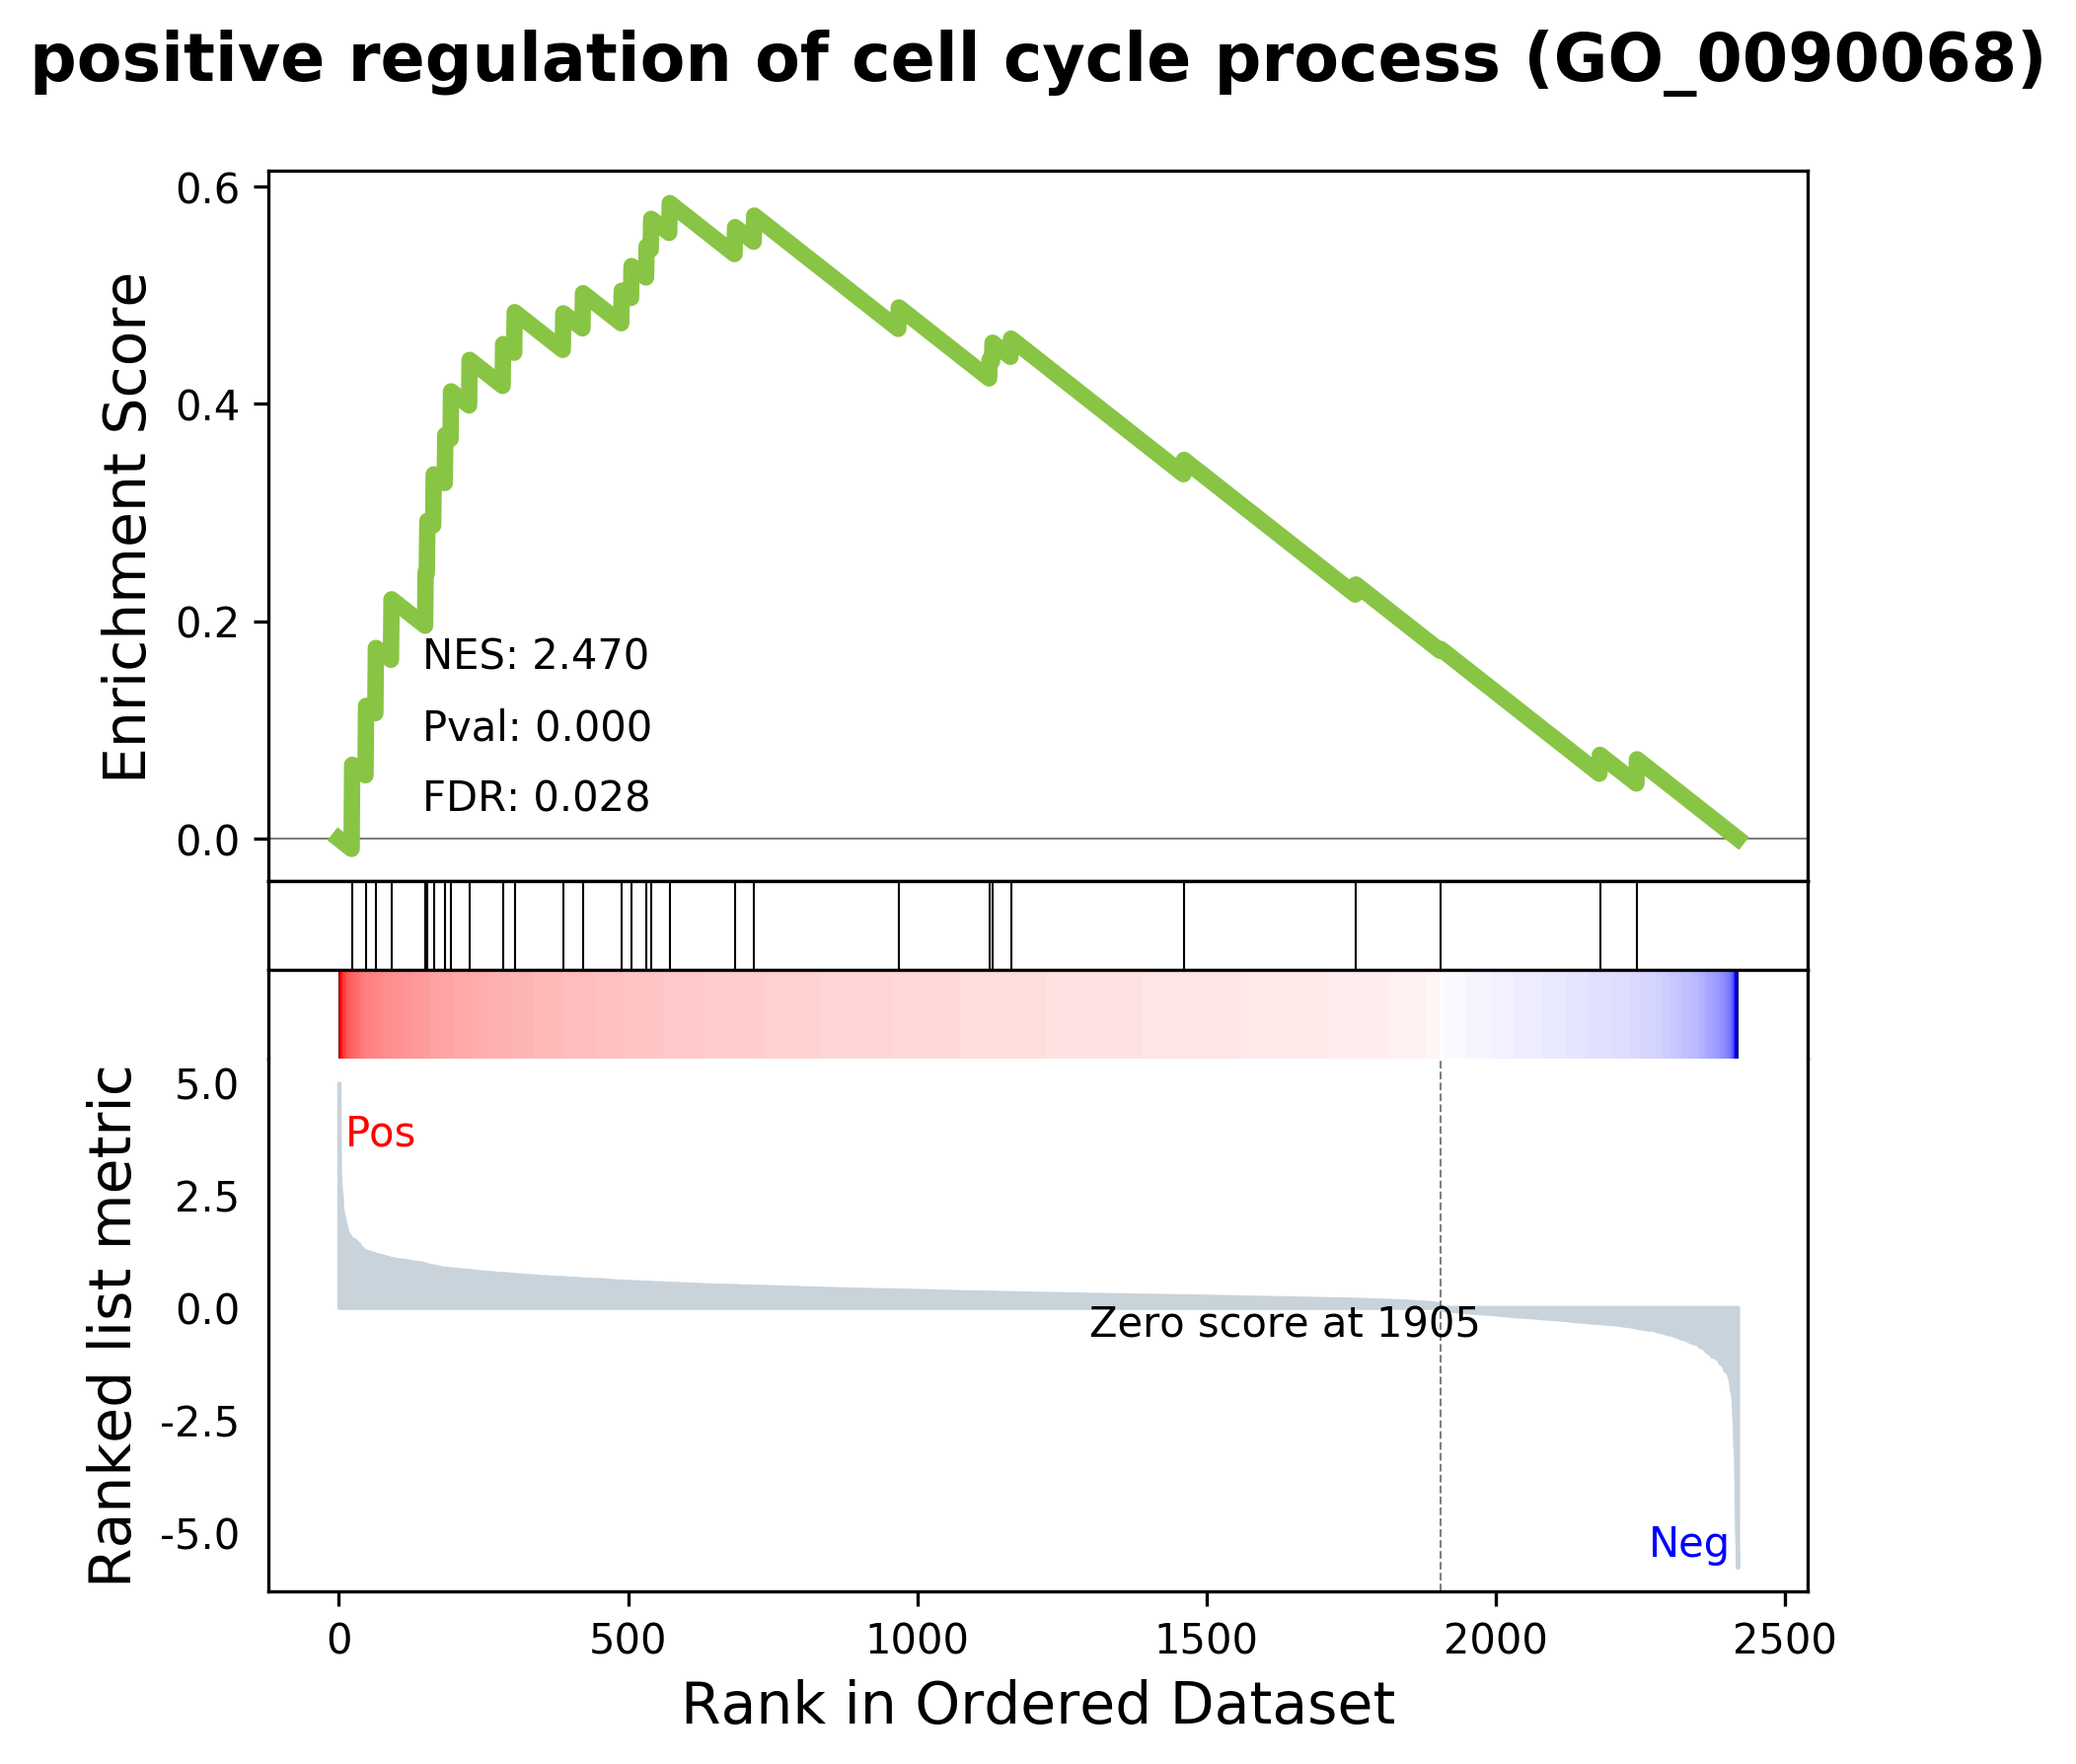 positive regulation of cell cycle process (GO_0090068)
Enrichment Score
0.6
0.4
0.2
0.0
NES: 2.470
Pval: 0.000
FDR: 0.028
Ranked list metric
5.0
2.5
0.0
-2.5
-5.0
Pos
Zero score at 1905
Neg
0 500 1000 1500 2000 2500
Rank in Ordered Dataset